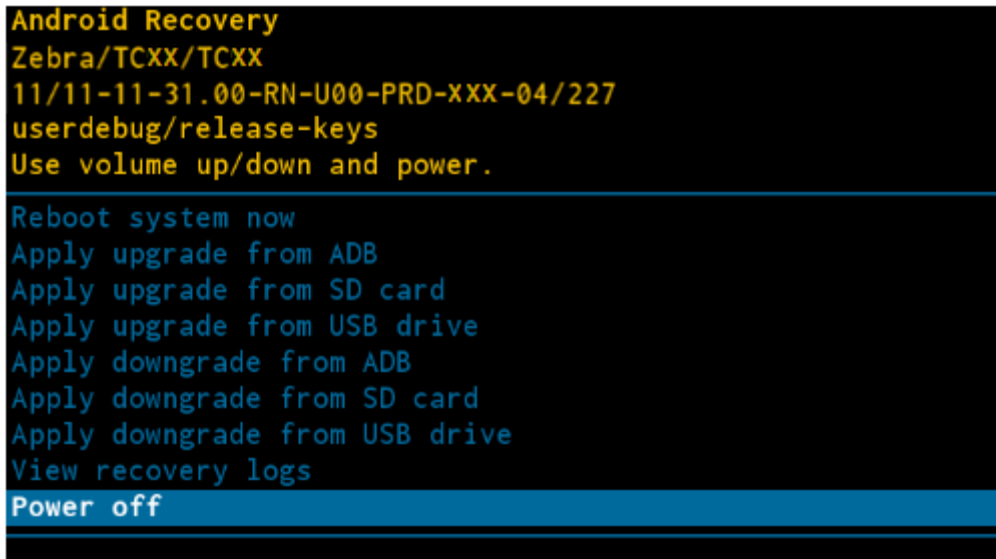 Android Recovery
Zebra/TCXX/TCXX
11/11-11-31.00-RN-U00-PRD-XXX-04/227
userdebug/release-keys
Use volume up/down and power.
Reboot system now
Apply upgrade from ADB
Apply upgrade from SD card
Apply upgrade from USB drive
Apply downgrade from ADB
Apply downgrade from SD card
Apply downgrade from USB drive
View recovery logs
Power off